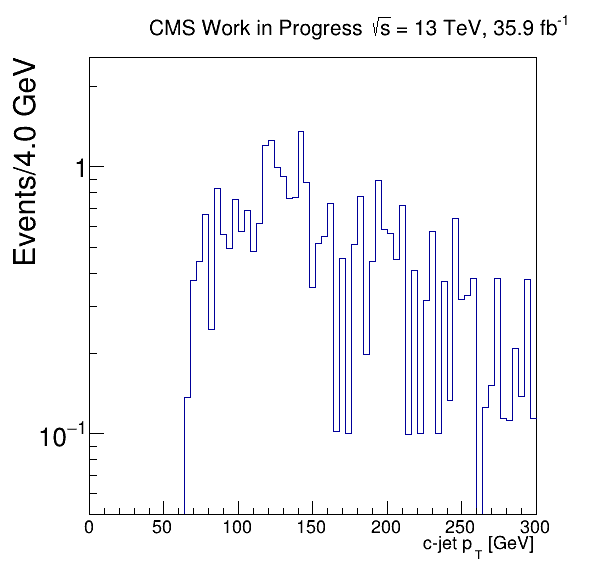 CMS Work in Progress √s = 13 TeV, 35.9 fb⁻¹
Events/4.0 GeV
1
10⁻¹
0 50 100 150 200 250 300
c-jet p_T [GeV]